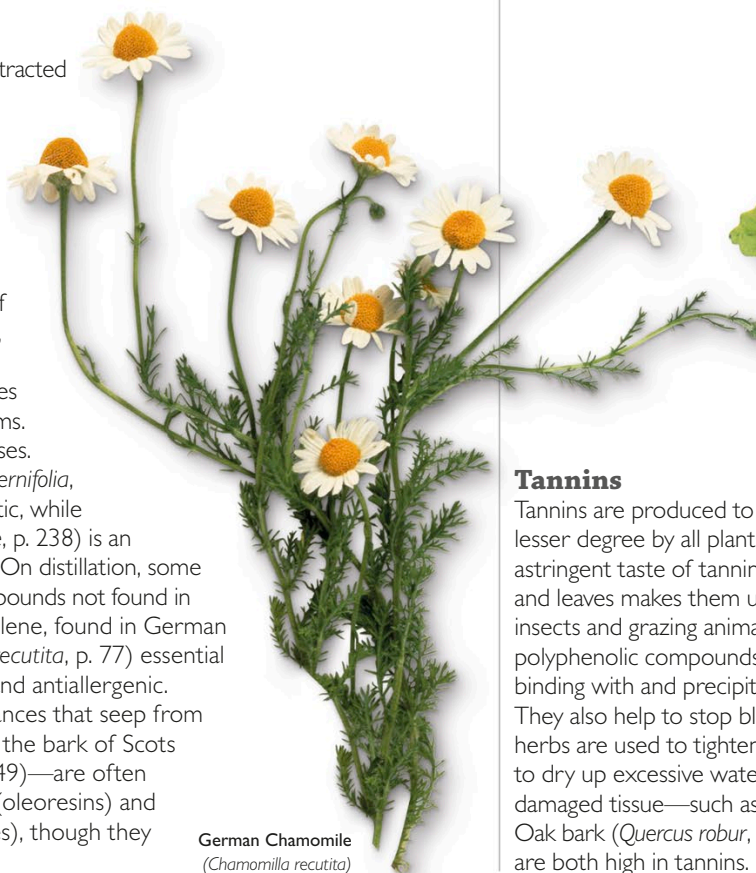 tracted
f
es
ms.
ses.
ernifolia,
tic, while
e, p. 238) is an
On distillation, some
pounds not found in
lene, found in German
ecutita, p. 77) essential
nd antiallergenic.
ances that seep from
the bark of Scots
49)—are often
(oleoresins) and
es), though they
German Chamomile
(Chamomilla recutita)
Tannins
Tannins are produced to
lesser degree by all plant
astringent taste of tannin
and leaves makes them u
insects and grazing anima
polyphenolic compounds
binding with and precipit
They also help to stop bl
herbs are used to tighten
to dry up excessive wate
damaged tissue—such as
Oak bark (Quercus robur,
are both high in tannins.